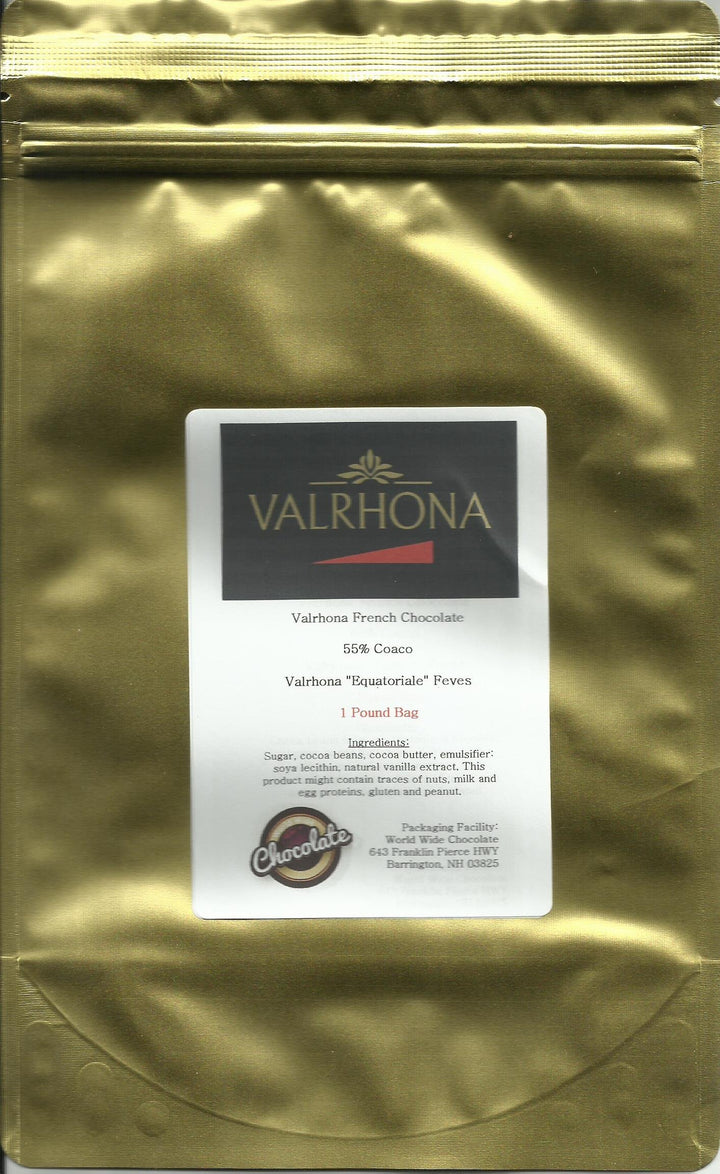 VALRHONA
Valrhona French Chocolate
55% Coaco
Valrhona "Equatoriale" Feves
1 Pound Bag
Ingredients:
Sugar, cocoa beans, cocoa butter, emulsifier:
soya lecithin, natural vanilla extract. This
product might contain traces of nuts, milk and
egg proteins, gluten and peanut.
Chocolate
Packaging Facility:
World Wide Chocolate
643 Franklin Pierce HWY
Barrington, NH 03825